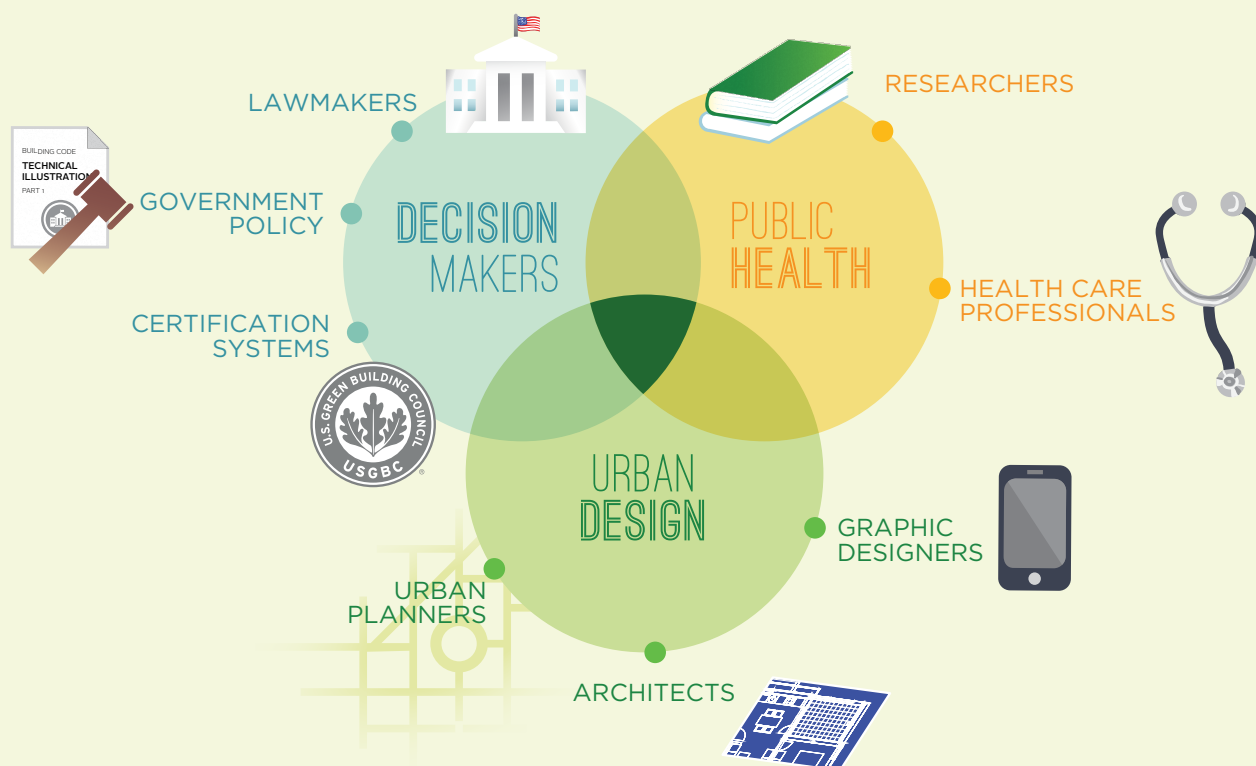 LAWMAKERS
RESEARCHERS
BUILDING CODE
TECHNICAL
ILLUSTRATION
PART 1
GOVERNMENT
POLICY
DECISION
MAKERS
PUBLIC
HEALTH
HEALTH CARE
PROFESSIONALS
CERTIFICATION
SYSTEMS
U.S. GREEN BUILDING COUNCIL
USGBC
®
URBAN
DESIGN
GRAPHIC
DESIGNERS
URBAN
PLANNERS
ARCHITECTS